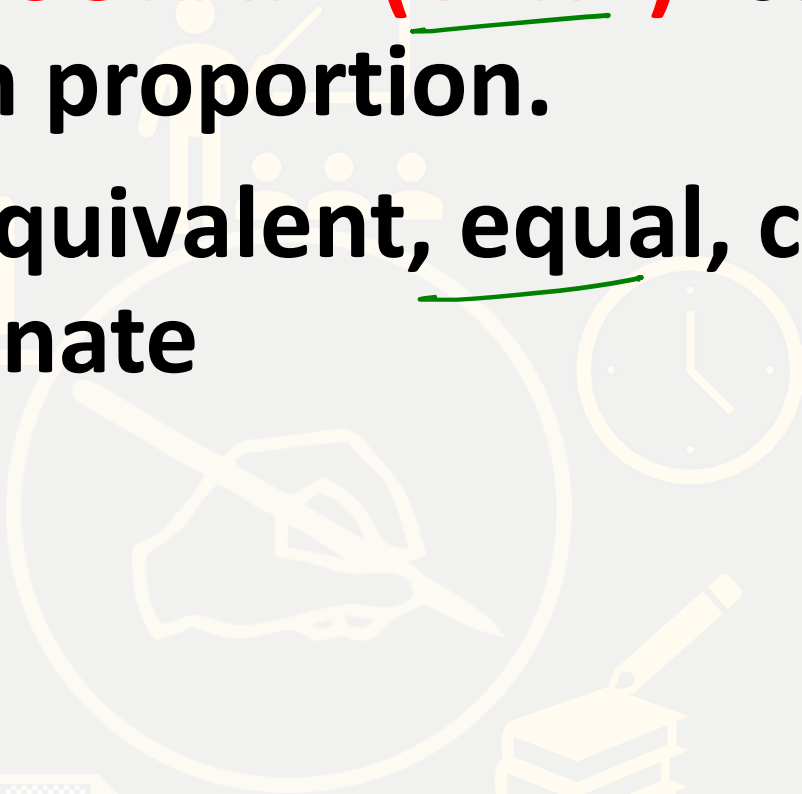 proportion.
quivalent, equal, c
nate